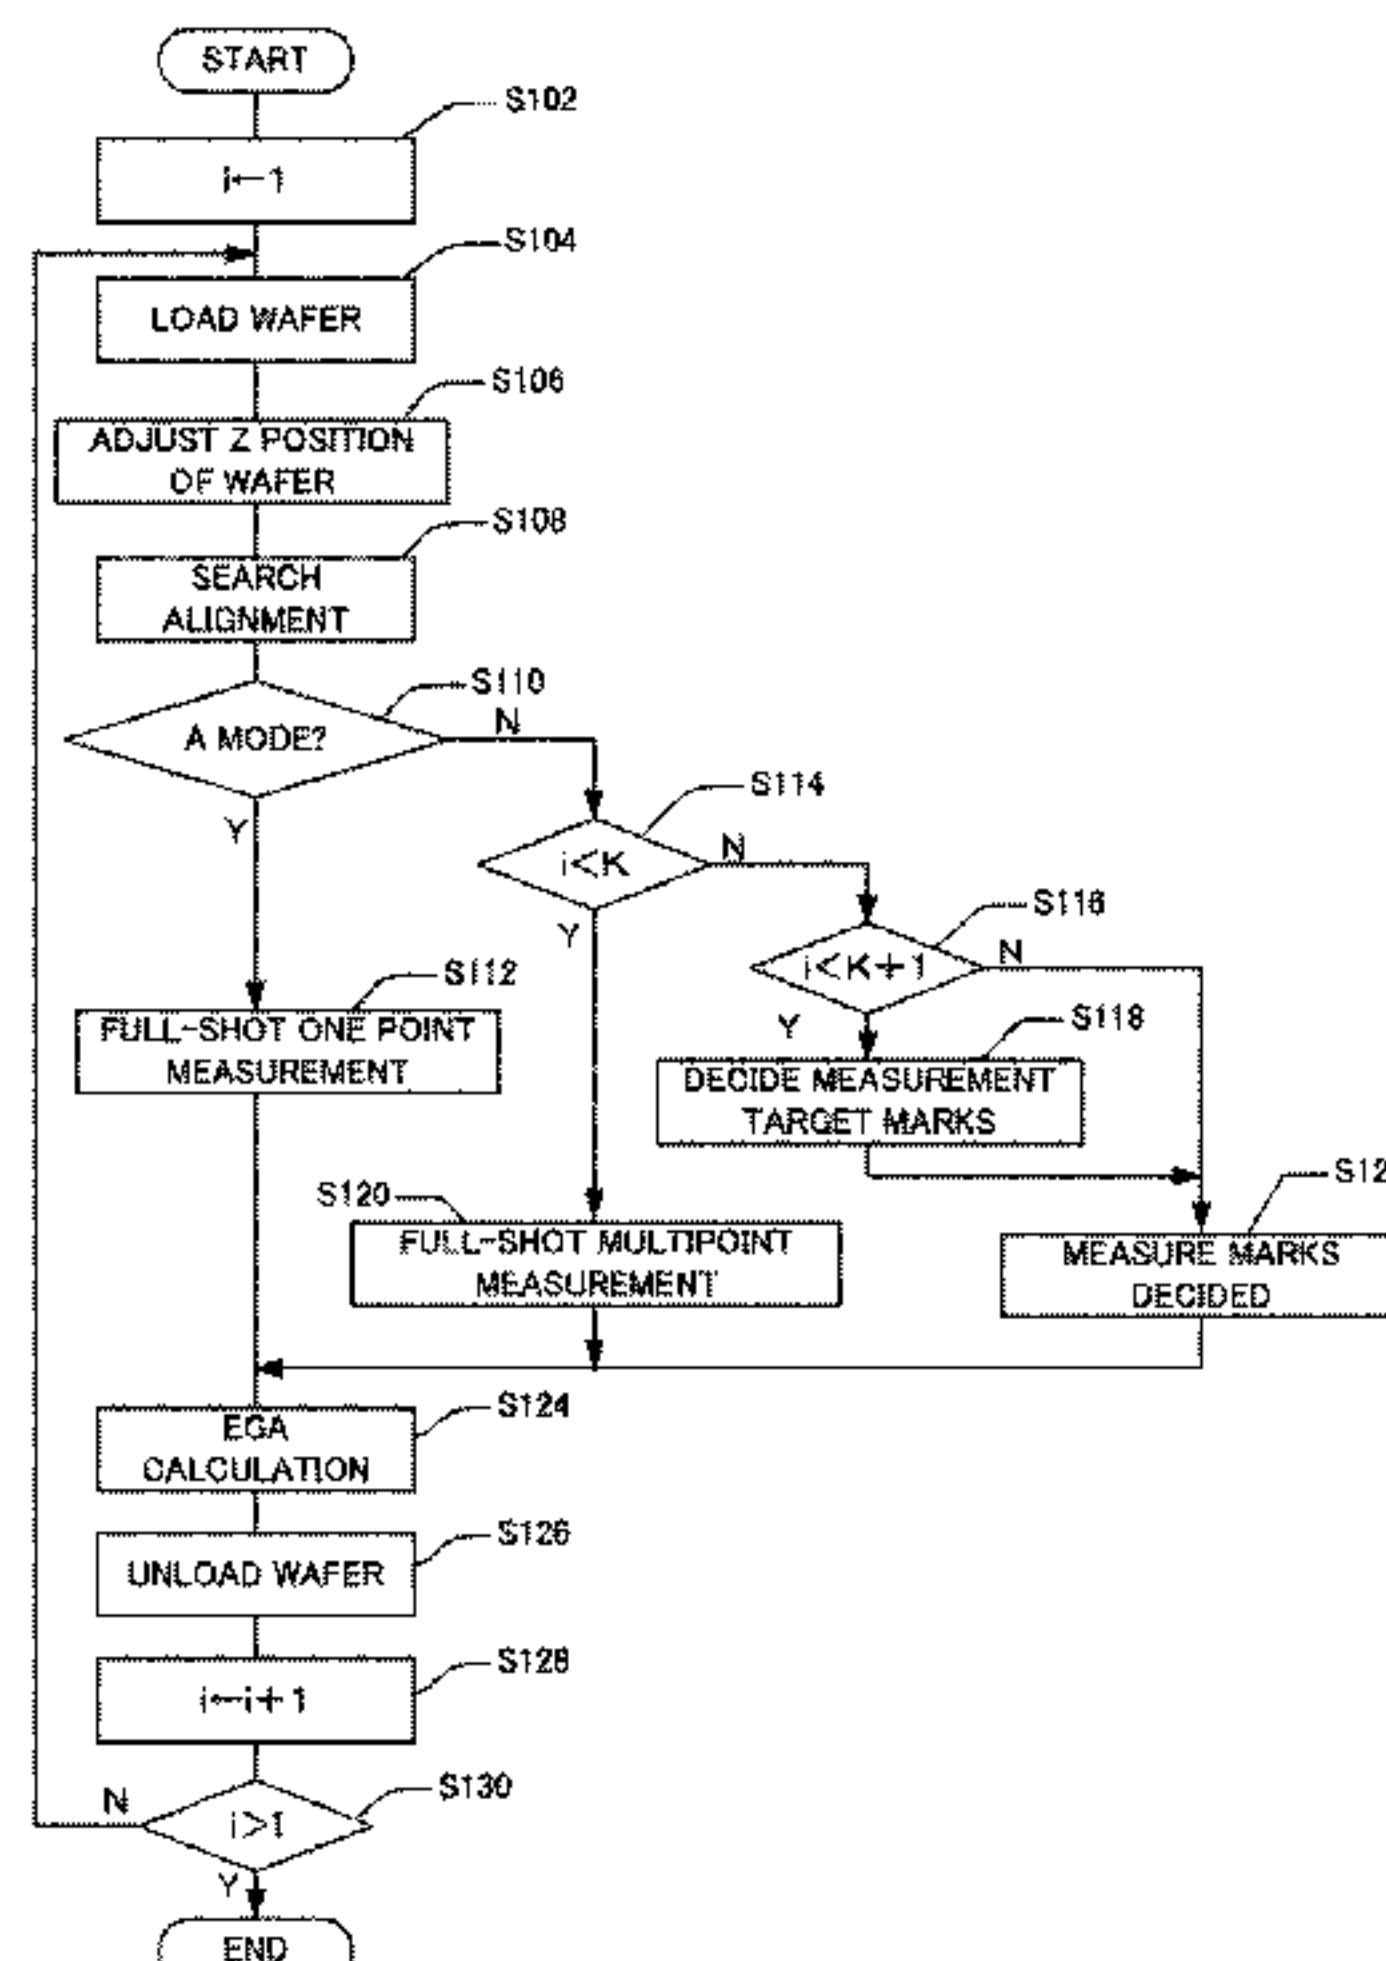 START
S102
i←1
S104
LOAD WAFER
S106
ADJUST Z POSITION
OF WAFER
S108
SEARCH
ALIGNMENT
S110
A MODE?
N
Y
S114
i<K
N
Y
S116
i<K+1
N
Y
S112
FULL-SHOT ONE POINT
MEASUREMENT
S118
DECIDE MEASUREMENT
TARGET MARKS
S120
FULL-SHOT MULTIPOINT
MEASUREMENT
S12
MEASURE MARKS
DECIDED
S124
EGA
CALCULATION
S126
UNLOAD WAFER
S128
i←i+1
S130
i>I
N
Y
END